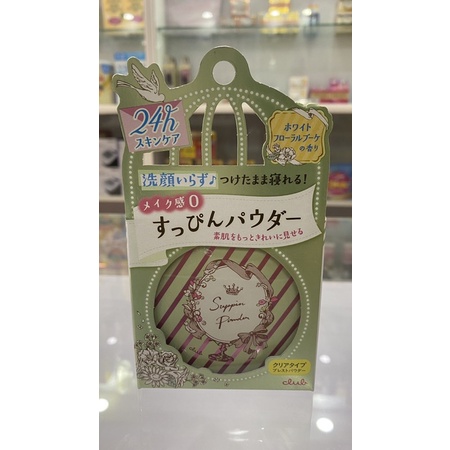 24h
スキンケア
ホワイト
フローラルブーケ
の香り
洗顔いらず♪つけたまま寝れる！
メイク感0
すっぴんパウダー
素肌をもっときれいに見せる
Suppin
Powder
club
クリアタイプ
プレストパウダー
club